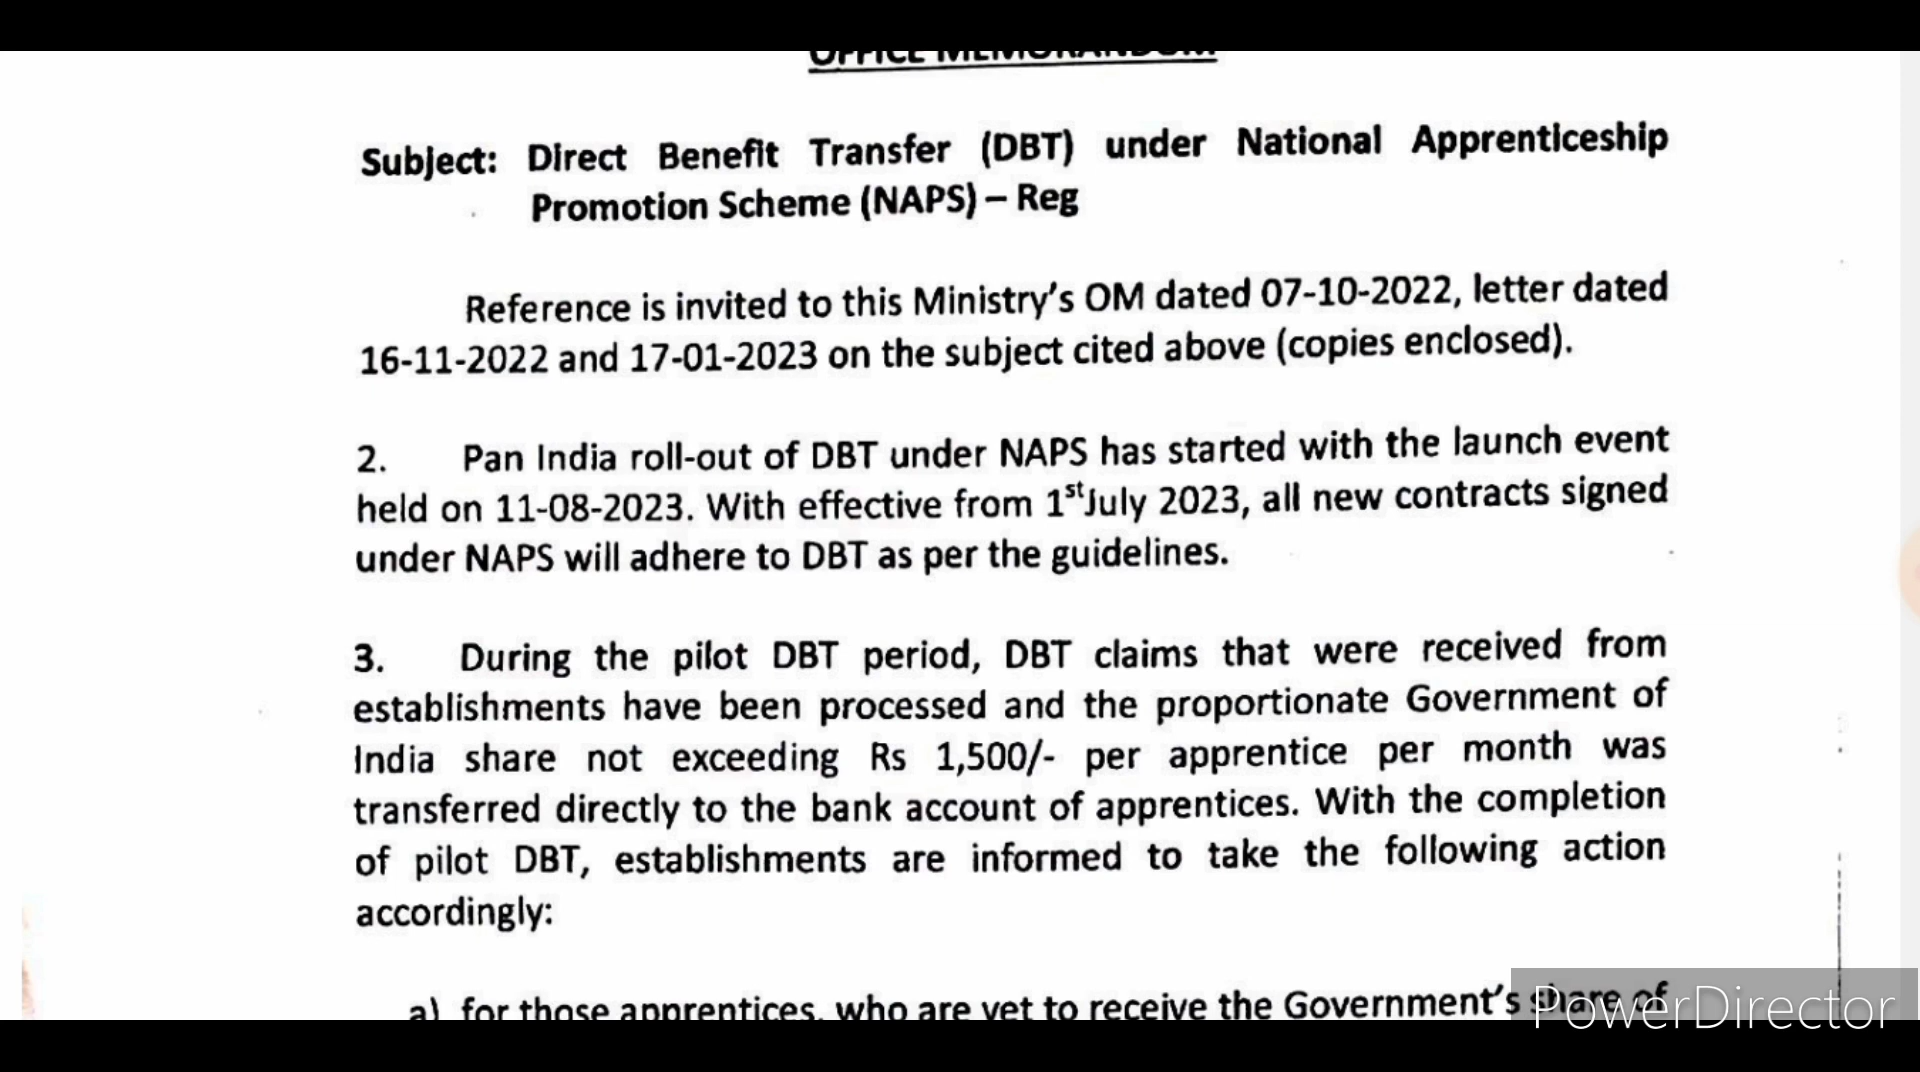 OFFICE MEMORANDUM
Subject: Direct Benefit Transfer (DBT) under National Apprenticeship
Promotion Scheme (NAPS) – Reg
Reference is invited to this Ministry's OM dated 07-10-2022, letter dated
16-11-2022 and 17-01-2023 on the subject cited above (copies enclosed).
2. Pan India roll-out of DBT under NAPS has started with the launch event
held on 11-08-2023. With effective from 1st July 2023, all new contracts signed
under NAPS will adhere to DBT as per the guidelines.
3. During the pilot DBT period, DBT claims that were received from
establishments have been processed and the proportionate Government of
India share not exceeding Rs 1,500/- per apprentice per month was
transferred directly to the bank account of apprentices. With the completion
of pilot DBT, establishments are informed to take the following action
accordingly:
a) for those apprentices, who are yet to receive the Government's share of
PowerDirector